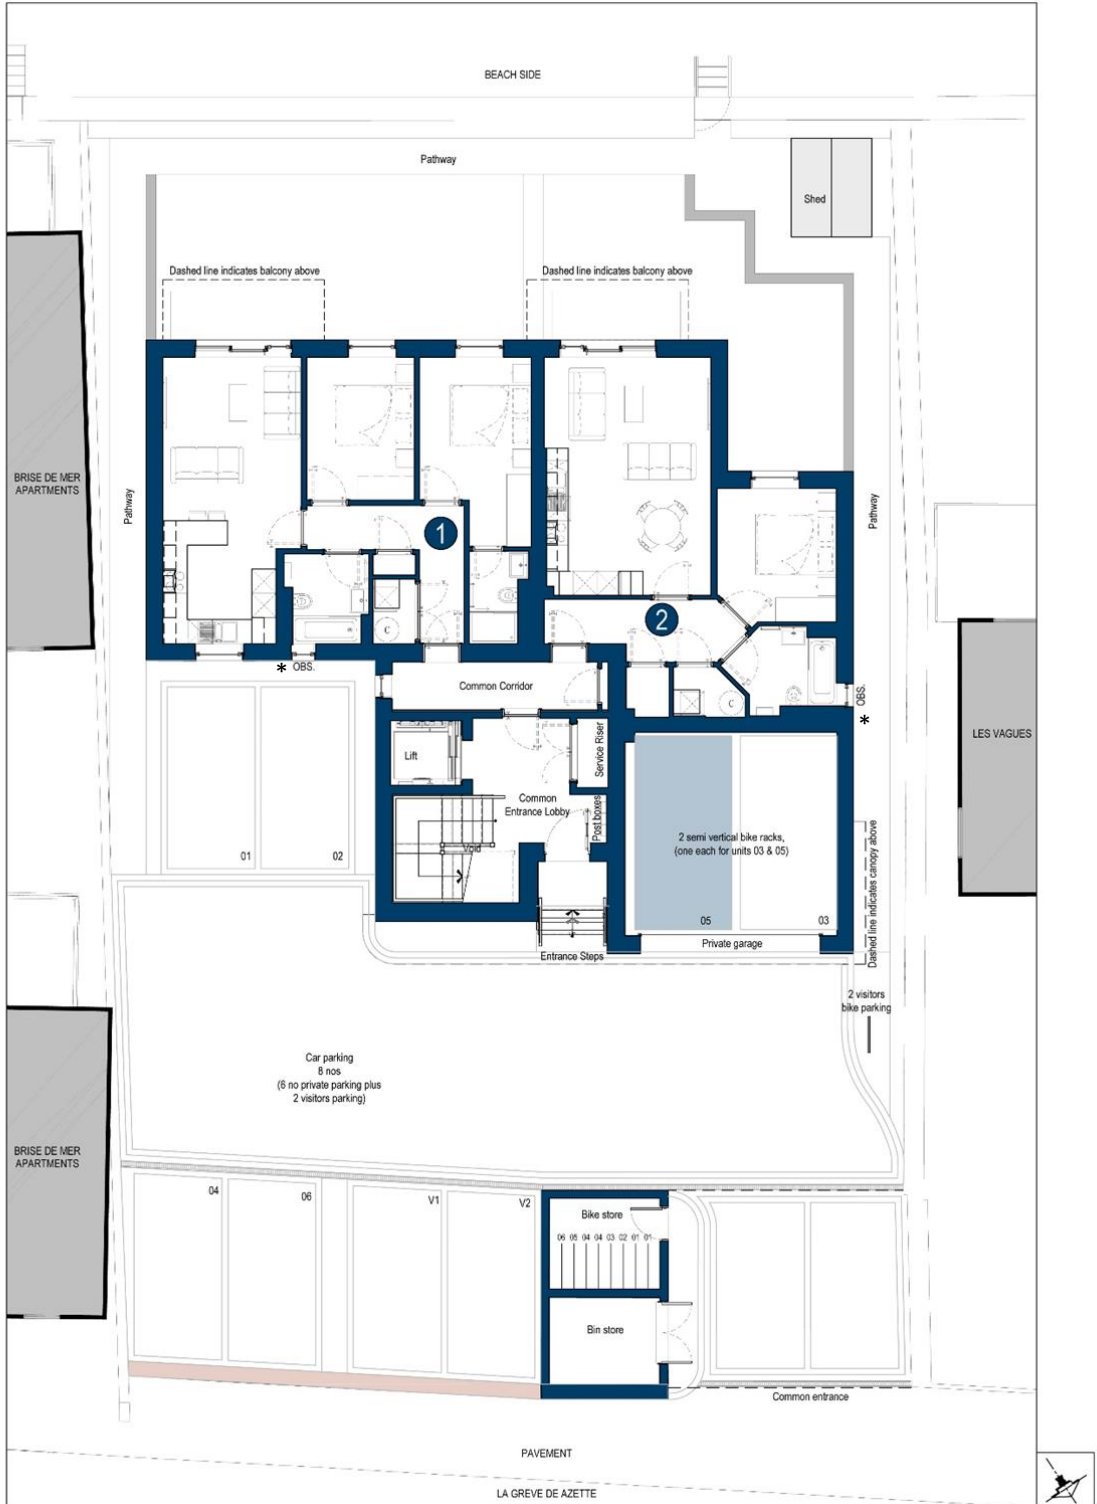 BEACH SIDE
Pathway
Shed
Dashed line indicates balcony above
Dashed line indicates balcony above
BRISE DE MER
APARTMENTS
Pathway
1
Pathway
2
C
* OBS.
Common Corridor
C
OBS.
*
LES VAGUES
Lift
Service Riser
Common
Entrance Lobby
Post boxes
Void
2 semi vertical bike racks,
(one each for units 03 & 05)
Dashed line indicates canopy above
01
02
05
03
Private garage
Entrance Steps
2 visitors
bike parking
Car parking
8 nos
(6 no private parking plus
2 visitors parking)
BRISE DE MER
APARTMENTS
04
06
V1
V2
Bike store
06 05 04 04 03 02 01 01
Bin store
Common entrance
PAVEMENT
LA GREVE DE AZETTE